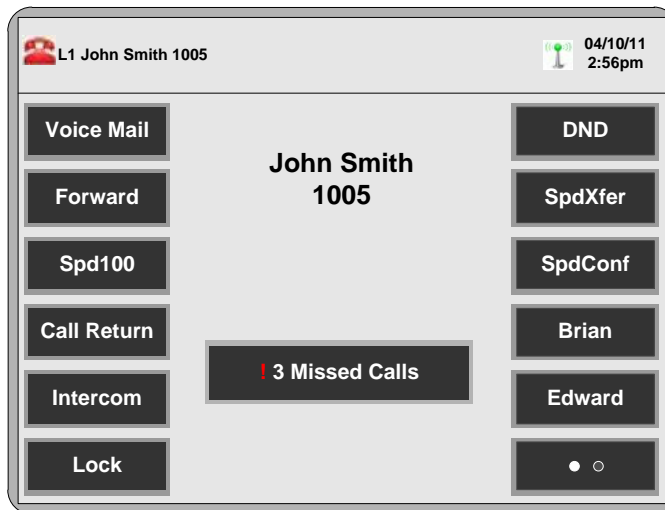 L1 John Smith 1005
04/10/11
2:56pm
Voice Mail
Forward
Spd100
Call Return
Intercom
Lock
John Smith
1005
! 3 Missed Calls
DND
SpdXfer
SpdConf
Brian
Edward